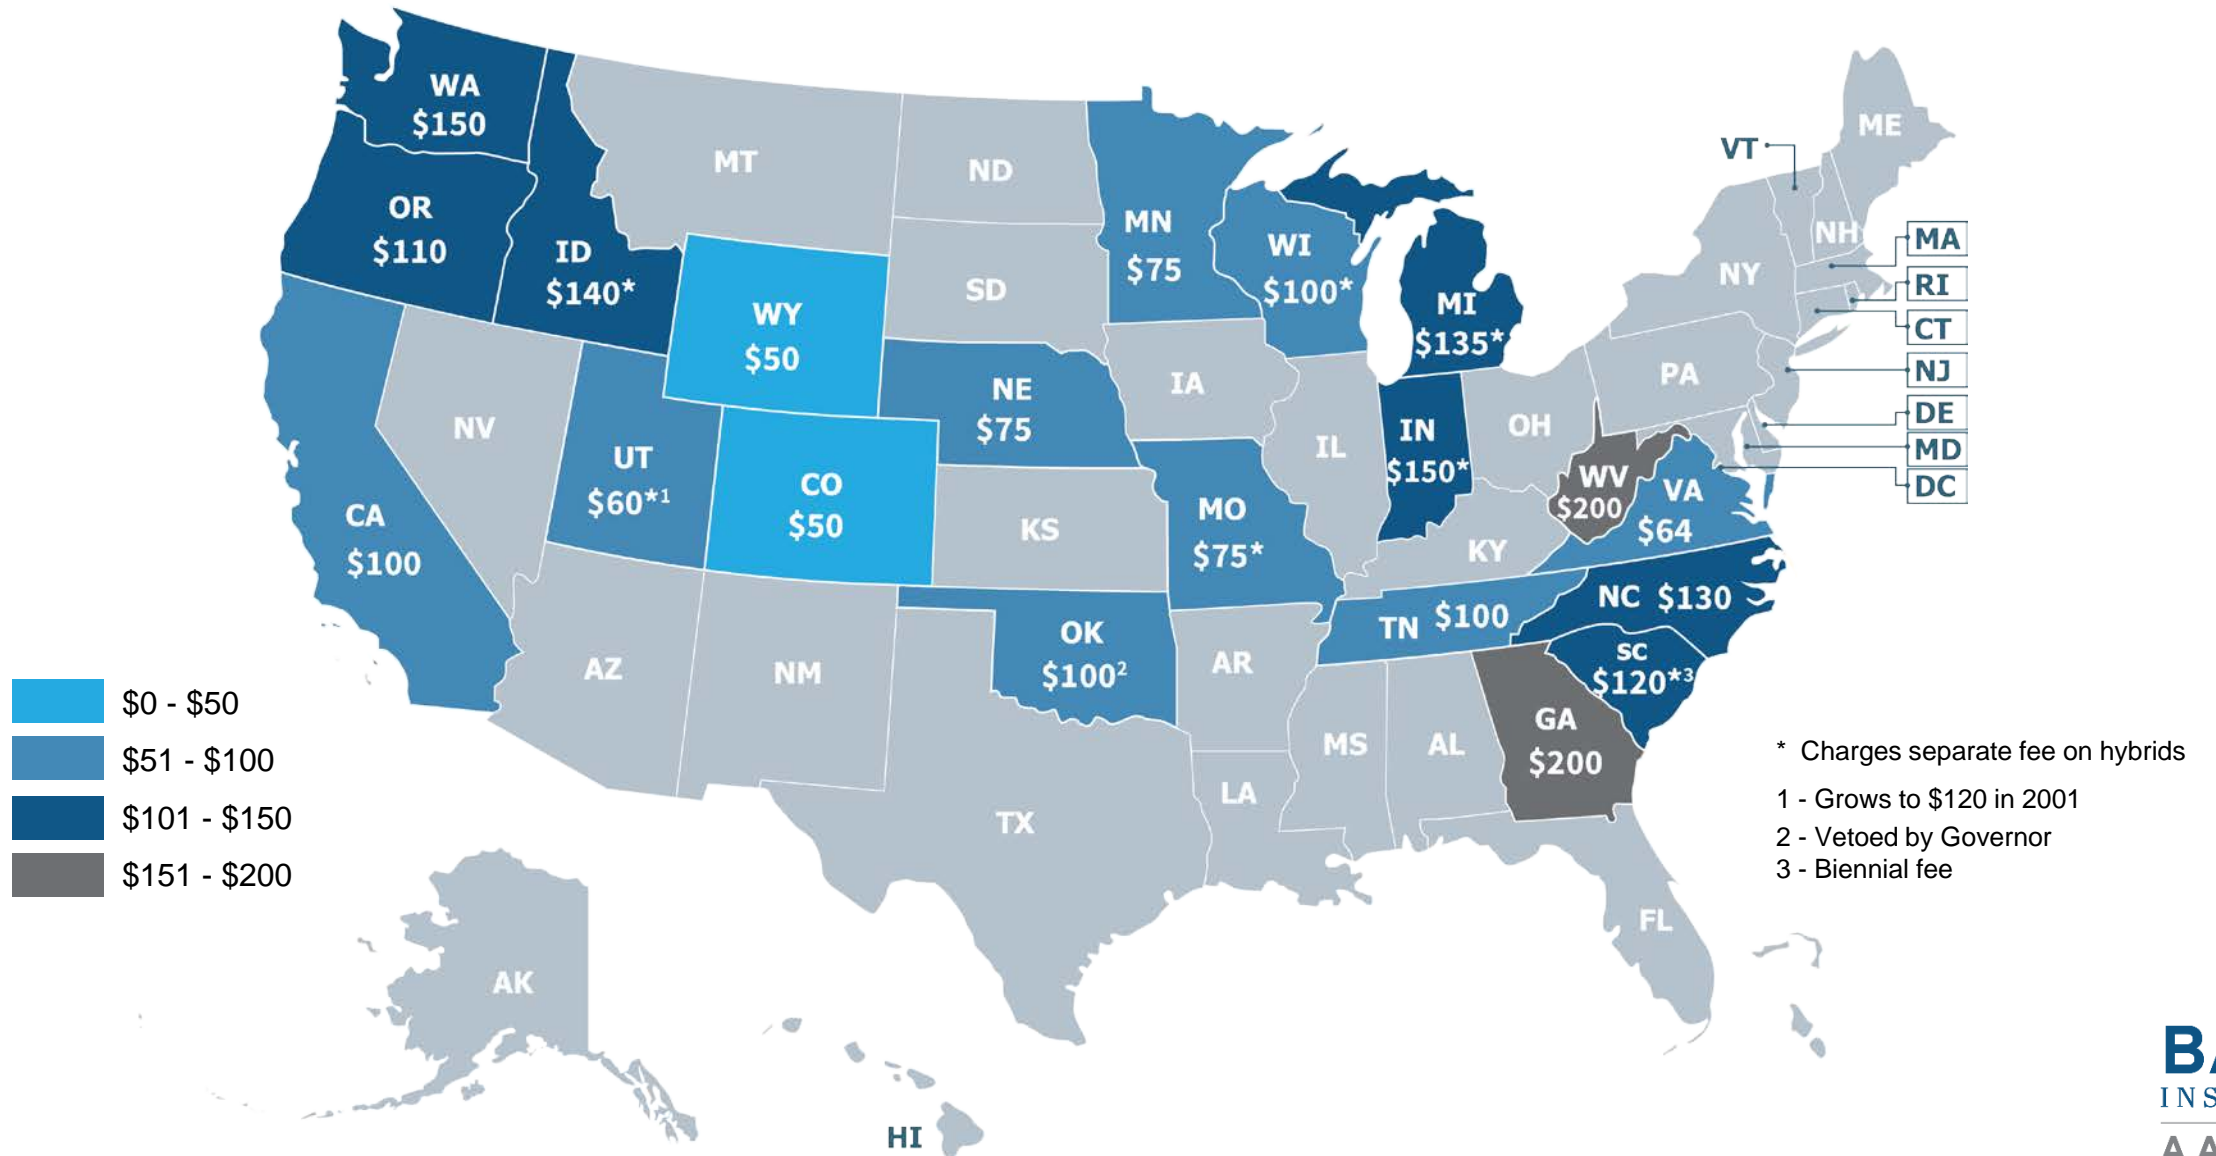 WA
$150
OR
$110
ID
$140*
MT
ND
MN
$75
WI
$100*
MI
$135*
VT
ME
NH
NY
MA
RI
CT
NJ
DE
MD
DC
WY
$50
SD
NE
$75
IA
IL
IN
$150*
OH
PA
WV
$200
VA
$64
NV
UT
$60*1
CO
$50
CA
$100
KS
MO
$75*
KY
NC $130
TN $100
SC
$120*3
AZ
NM
OK
$1002
AR
MS
AL
GA
$200
LA
TX
FL
AK
HI
$0 - $50
$51 - $100
$101 - $150
$151 - $200
* Charges separate fee on hybrids
1 - Grows to $120 in 2001
2 - Vetoed by Governor
3 - Biennial fee